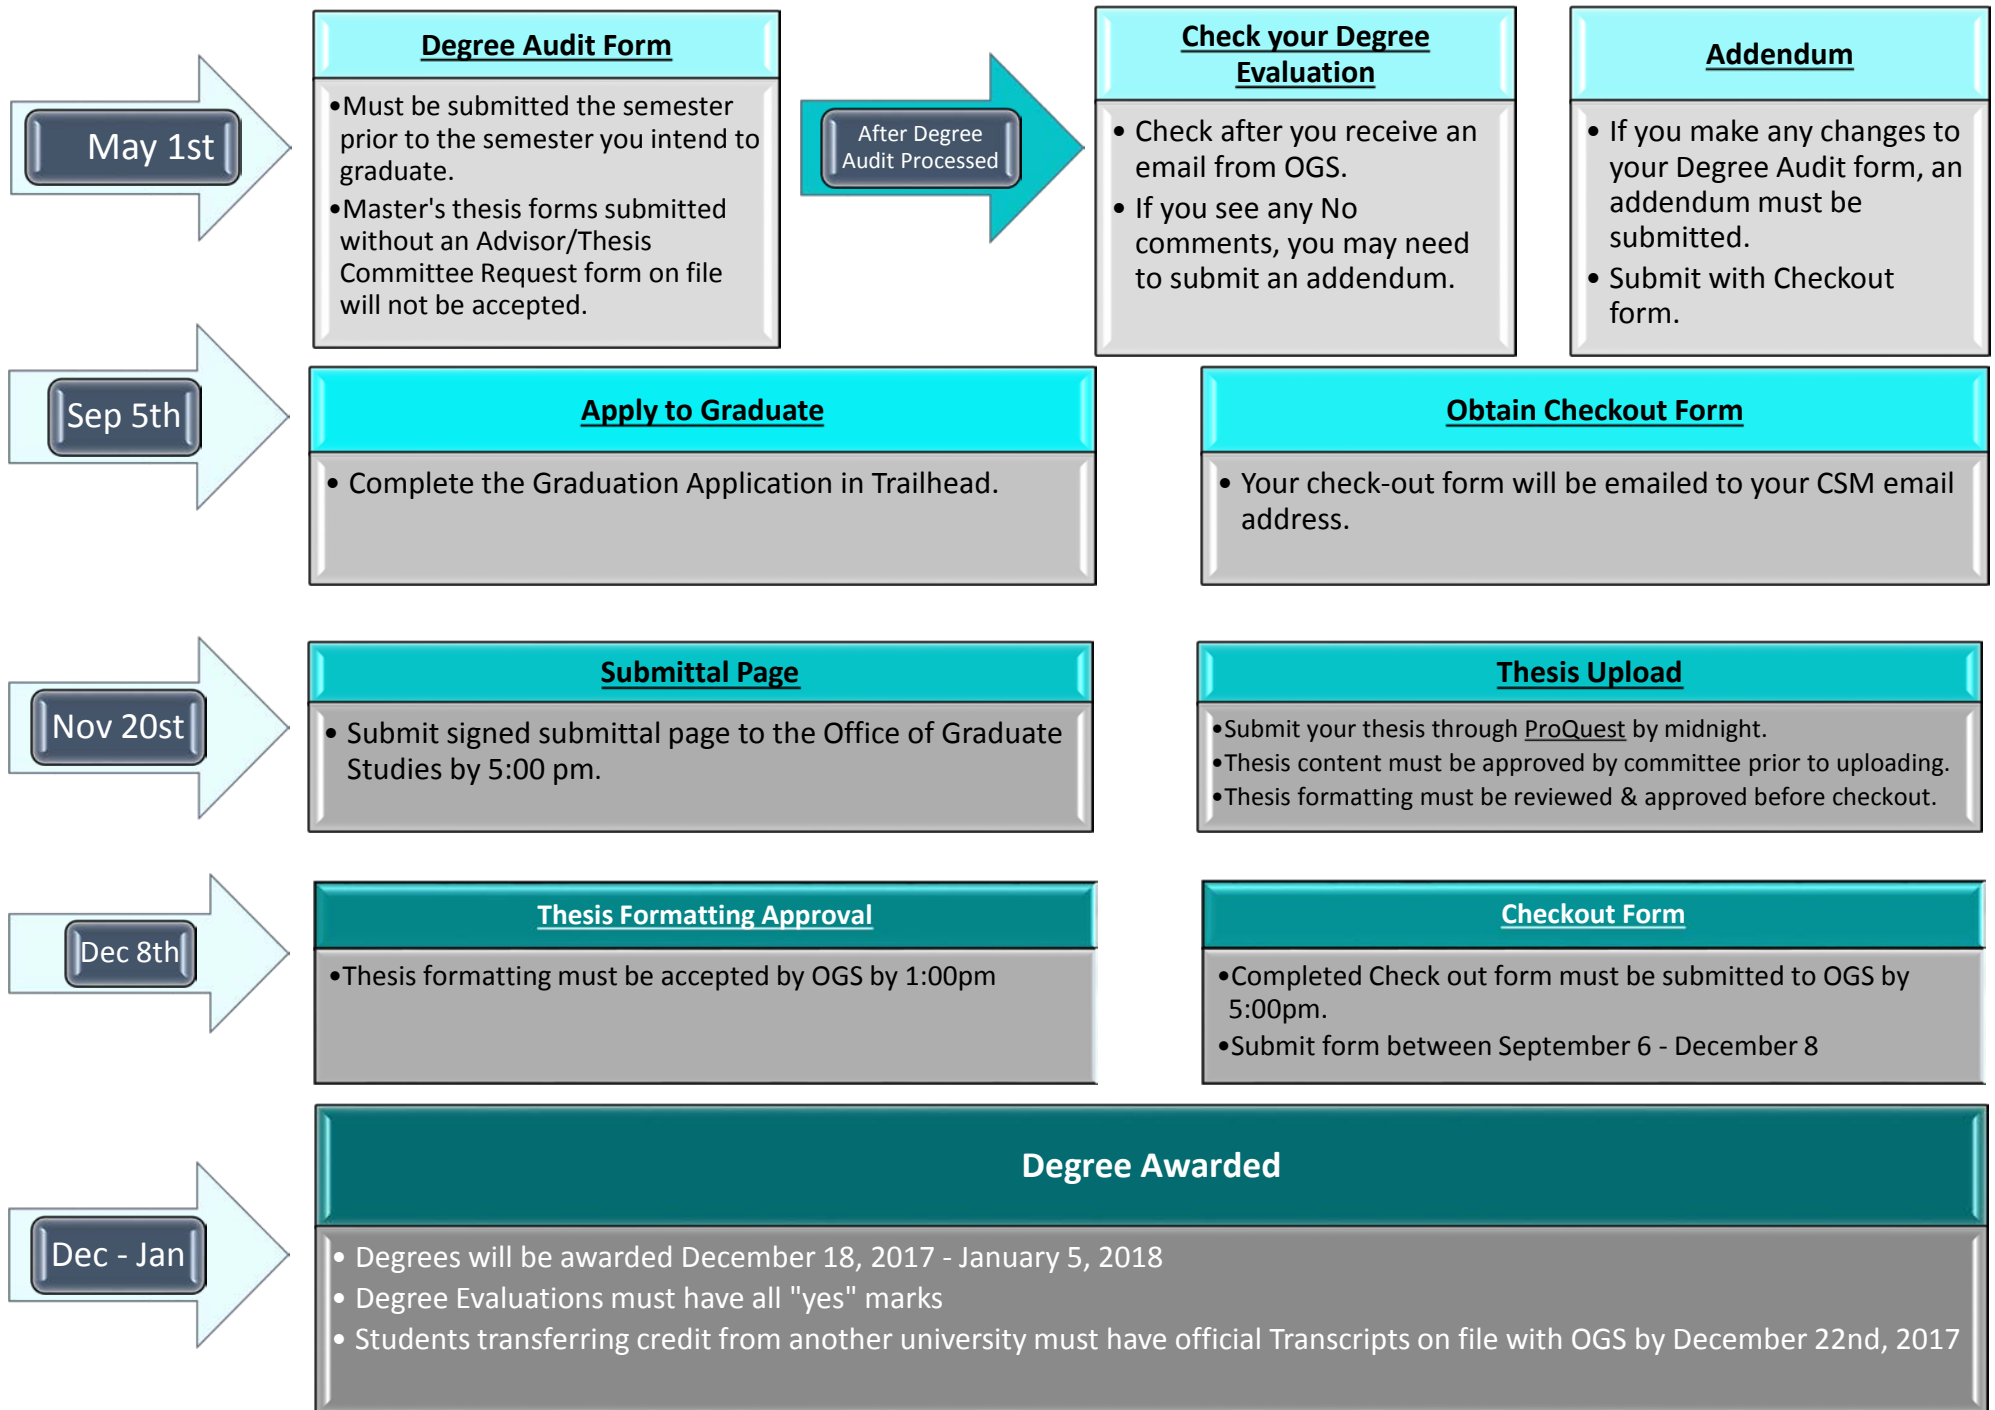 May 1st
Degree Audit Form
•Must be submitted the semester
prior to the semester you intend to
graduate.
•Master's thesis forms submitted
without an Advisor/Thesis
Committee Request form on file
will not be accepted.
After Degree
Audit Processed
Check your Degree
Evaluation
• Check after you receive an
email from OGS.
• If you see any No
comments, you may need
to submit an addendum.
Addendum
• If you make any changes to
your Degree Audit form, an
addendum must be
submitted.
• Submit with Checkout
form.
Sep 5th
Apply to Graduate
• Complete the Graduation Application in Trailhead.
Obtain Checkout Form
• Your check-out form will be emailed to your CSM email
address.
Nov 20st
Submittal Page
• Submit signed submittal page to the Office of Graduate
Studies by 5:00 pm.
Thesis Upload
•Submit your thesis through ProQuest by midnight.
•Thesis content must be approved by committee prior to uploading.
•Thesis formatting must be reviewed & approved before checkout.
Dec 8th
Thesis Formatting Approval
•Thesis formatting must be accepted by OGS by 1:00pm
Checkout Form
•Completed Check out form must be submitted to OGS by
5:00pm.
•Submit form between September 6 - December 8
Dec - Jan
Degree Awarded
• Degrees will be awarded December 18, 2017 - January 5, 2018
• Degree Evaluations must have all "yes" marks
• Students transferring credit from another university must have official Transcripts on file with OGS by December 22nd, 2017